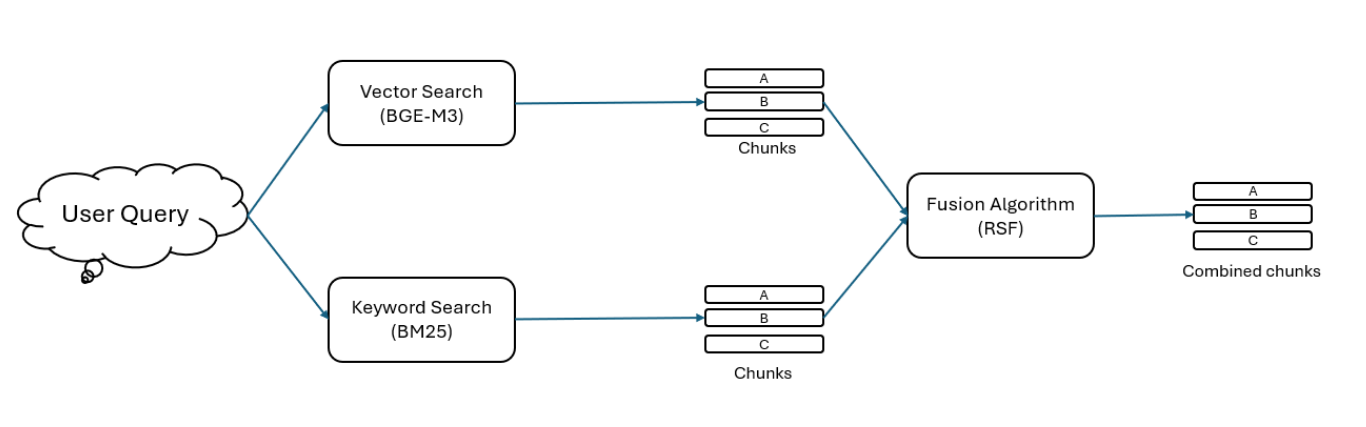 User Query
Vector Search
(BGE-M3)
A
B
C
Chunks
Keyword Search
(BM25)
A
B
C
Chunks
Fusion Algorithm
(RSF)
A
B
C
Combined chunks